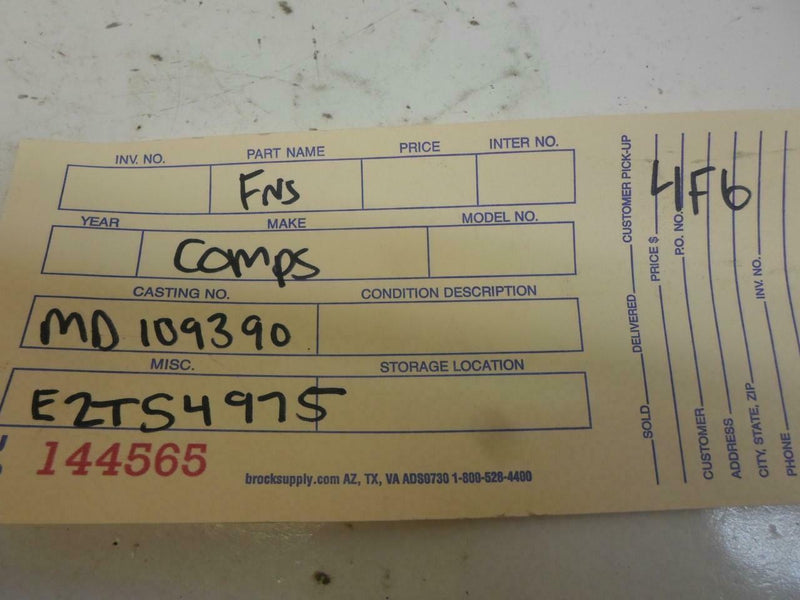 INV. NO. PART NAME PRICE INTER NO.
FNS
YEAR MAKE MODEL NO.
Comps
CASTING NO. CONDITION DESCRIPTION
MD 109390
MISC. STORAGE LOCATION
E2TS4975
144565
brocksupply.com AZ, TX, VA ADS0730 1-800-528-4400
SOLD DELIVERED CUSTOMER PICK-UP
PRICE $
P.O. NO.
4F6
CUSTOMER
ADDRESS
CITY, STATE, ZIP INV. NO.
PHONE